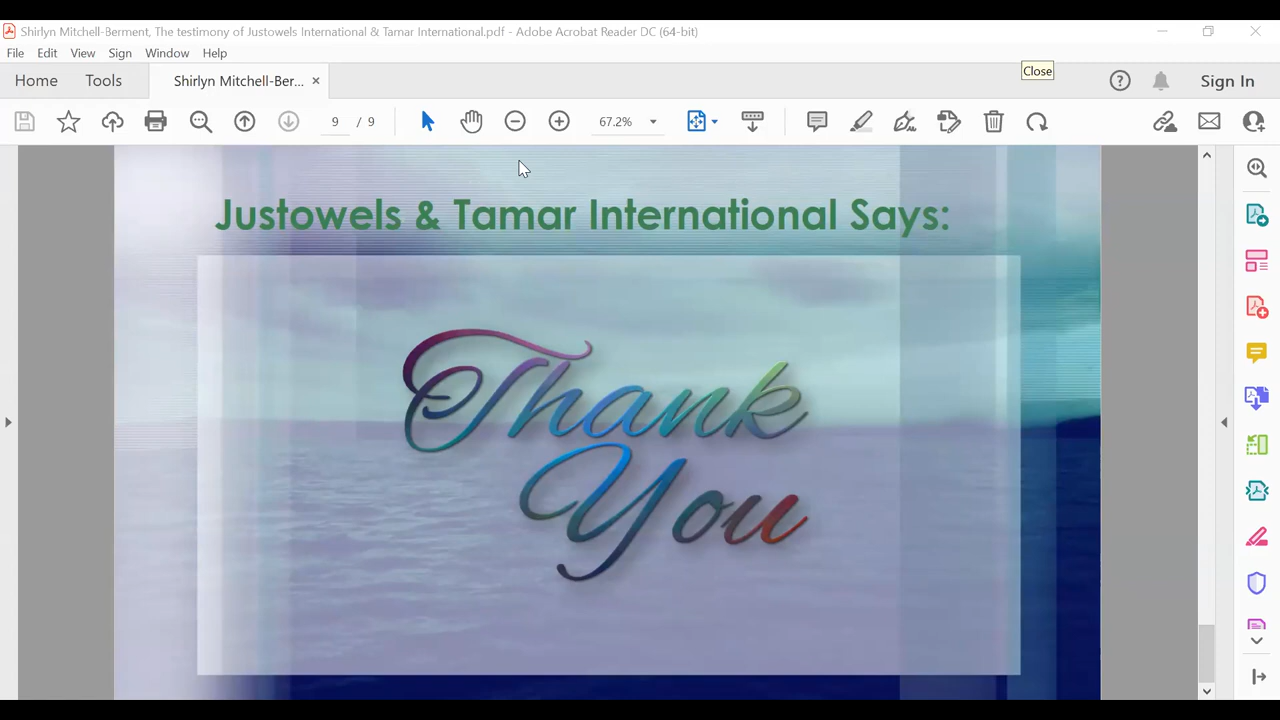 Shirlyn Mitchell-Berment, The testimony of Justowels International & Tamar International.pdf - Adobe Acrobat Reader DC (64-bit)
File Edit View Sign Window Help
Home Tools Shirlyn Mitchell-Ber... × Close Sign In
9 / 9 67.2%
Justowels & Tamar International Says:
Thank
You